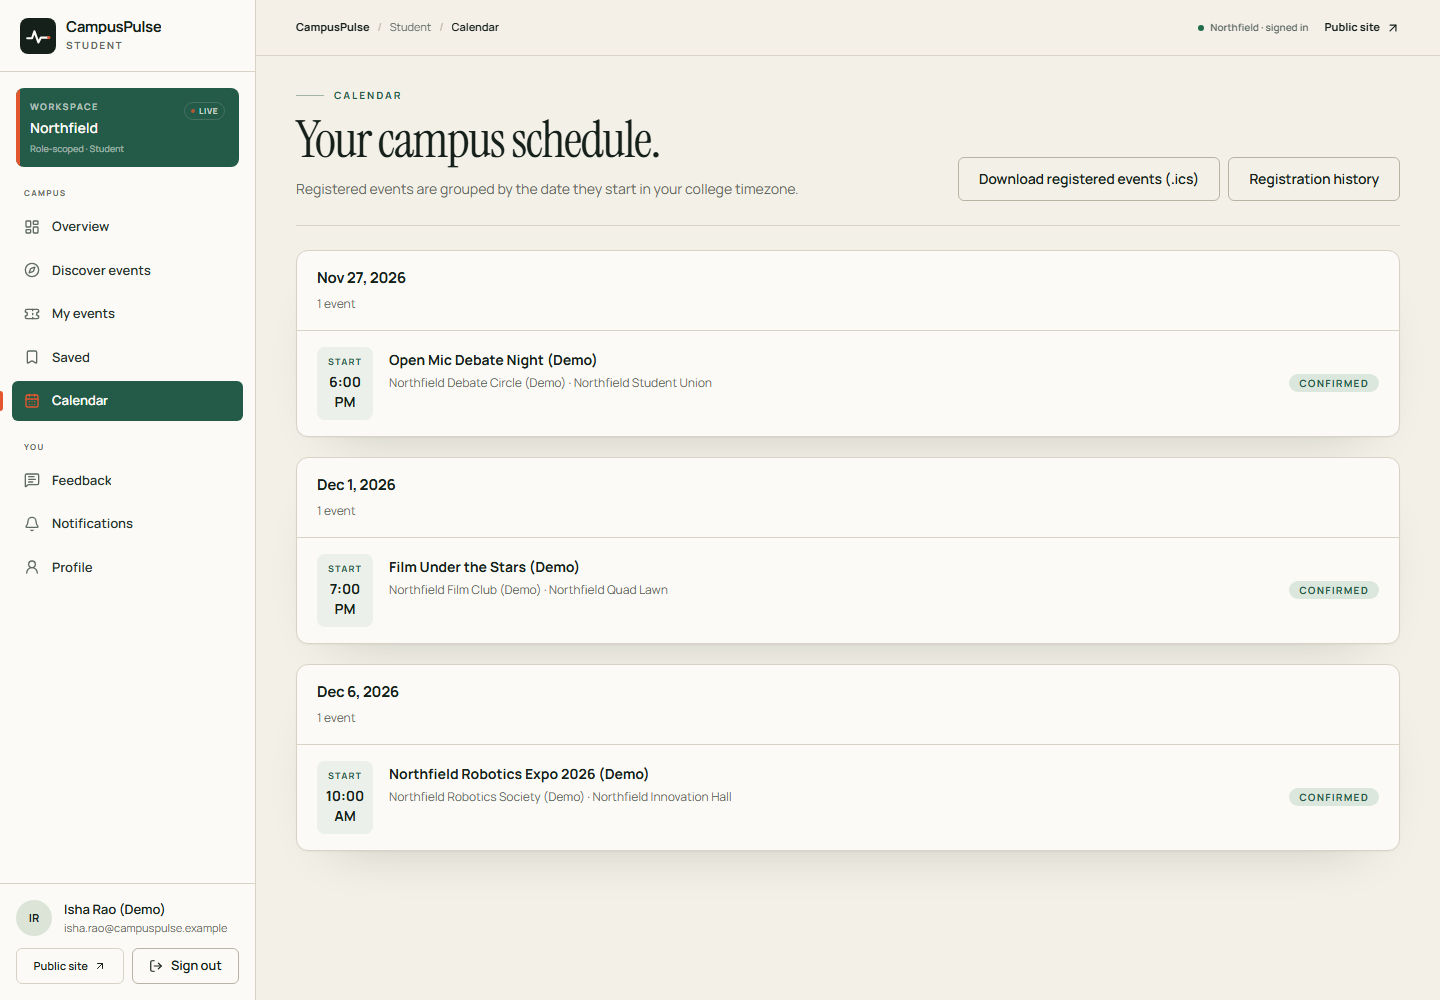 CampusPulse
STUDENT
WORKSPACE
LIVE
Northfield
Role-scoped · Student
CAMPUS
Overview
Discover events
My events
Saved
Calendar
YOU
Feedback
Notifications
Profile
IR
Isha Rao (Demo)
isha.rao@campuspulse.example
Public site
Sign out
CampusPulse / Student / Calendar
Northfield · signed in
Public site
CALENDAR
Your campus schedule.
Registered events are grouped by the date they start in your college timezone.
Download registered events (.ics)
Registration history
Nov 27, 2026
1 event
START
6:00
PM
Open Mic Debate Night (Demo)
Northfield Debate Circle (Demo) · Northfield Student Union
CONFIRMED
Dec 1, 2026
1 event
START
7:00
PM
Film Under the Stars (Demo)
Northfield Film Club (Demo) · Northfield Quad Lawn
CONFIRMED
Dec 6, 2026
1 event
START
10:00
AM
Northfield Robotics Expo 2026 (Demo)
Northfield Robotics Society (Demo) · Northfield Innovation Hall
CONFIRMED